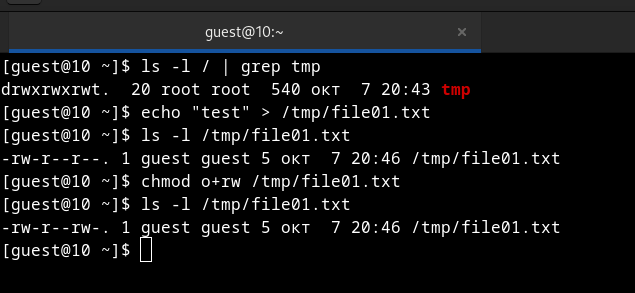 guest@10:~ ×
[guest@10 ~]$ ls -l / | grep tmp
drwxrwxrwt.  20 root root  540 окт  7 20:43 tmp
[guest@10 ~]$ echo "test" > /tmp/file01.txt
[guest@10 ~]$ ls -l /tmp/file01.txt
-rw-r--r--. 1 guest guest 5 окт  7 20:46 /tmp/file01.txt
[guest@10 ~]$ chmod o+rw /tmp/file01.txt
[guest@10 ~]$ ls -l /tmp/file01.txt
-rw-r--rw-. 1 guest guest 5 окт  7 20:46 /tmp/file01.txt
[guest@10 ~]$